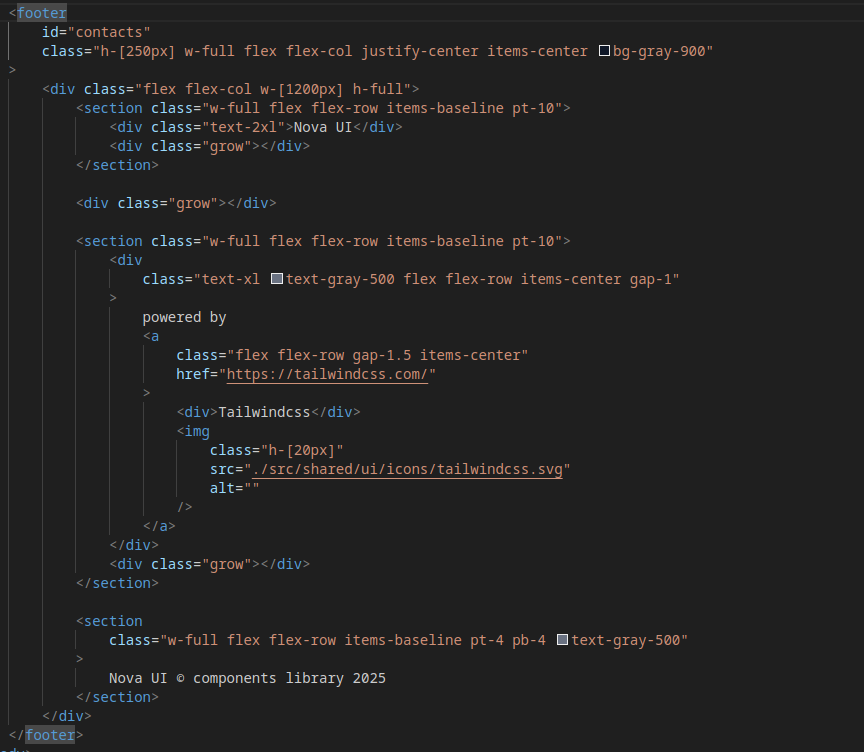 <footer
    id="contacts"
    class="h-[250px] w-full flex flex-col justify-center items-center bg-gray-900"
>
    <div class="flex flex-col w-[1200px] h-full">
        <section class="w-full flex flex-row items-baseline pt-10">
            <div class="text-2xl">Nova UI</div>
            <div class="grow"></div>
        </section>

        <div class="grow"></div>

        <section class="w-full flex flex-row items-baseline pt-10">
            <div
                class="text-xl text-gray-500 flex flex-row items-center gap-1"
            >
                powered by
                <a
                    class="flex flex-row gap-1.5 items-center"
                    href="https://tailwindcss.com/"
                >
                    <div>Tailwindcss</div>
                    <img
                        class="h-[20px]"
                        src="./src/shared/ui/icons/tailwindcss.svg"
                        alt=""
                    />
                </a>
            </div>
            <div class="grow"></div>
        </section>

        <section
            class="w-full flex flex-row items-baseline pt-4 pb-4 text-gray-500"
        >
            Nova UI © components library 2025
        </section>
    </div>
</footer>